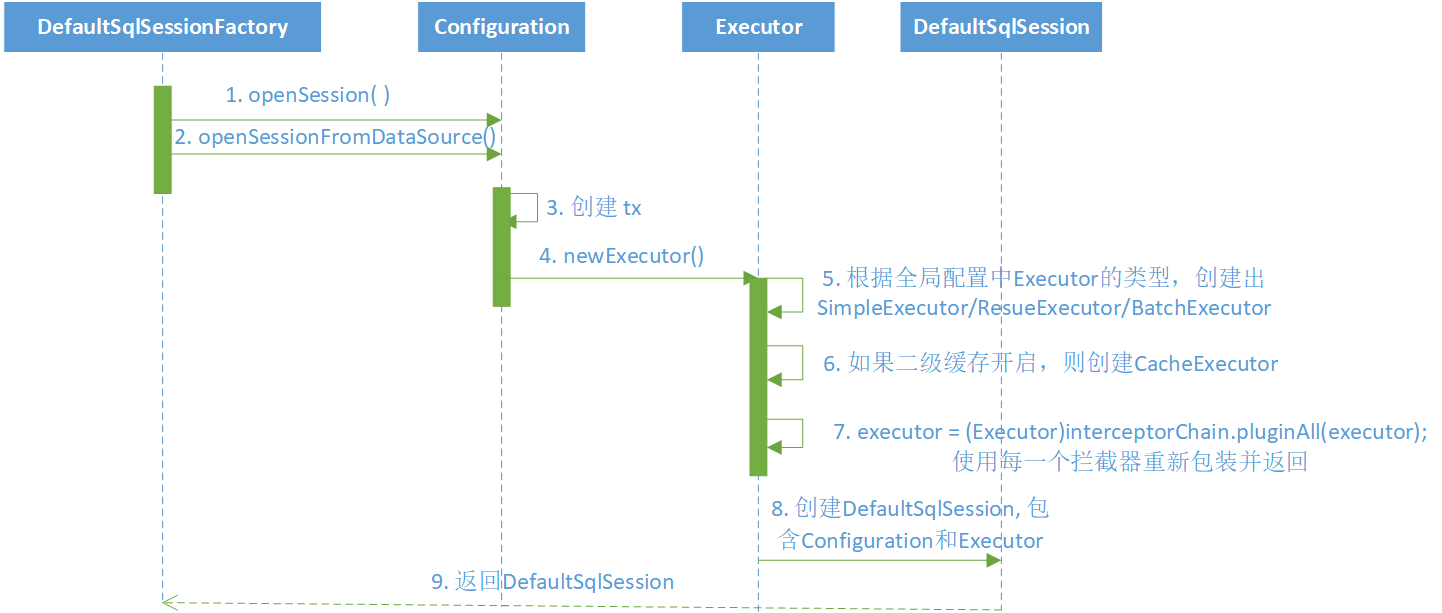 DefaultSqlSessionFactory
Configuration
Executor
DefaultSqlSession
1. openSession( )
2. openSessionFromDataSource()
3. 创建 tx
4. newExecutor()
5. 根据全局配置中Executor的类型，创建出
SimpleExecutor/ResueExecutor/BatchExecutor
6. 如果二级缓存开启，则创建CacheExecutor
7. executor = (Executor)interceptorChain.pluginAll(executor);
使用每一个拦截器重新包装并返回
8. 创建DefaultSqlSession, 包
含Configuration和Executor
9. 返回DefaultSqlSession